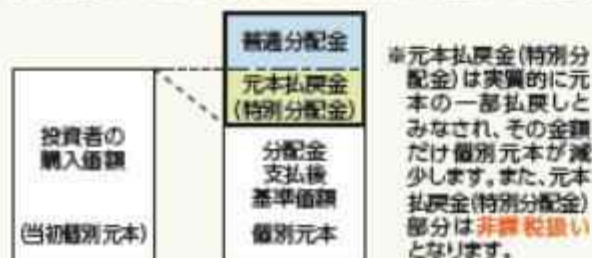 普通分配金
元本払戻金
(特別分配金)
投資者の
購入価額
(当初個別元本)
分配金
支払後
基準価額
個別元本
※元本払戻金(特別分
配金)は実質的に元
本の一部払戻しと
みなされ、その金額
だけ個別元本が減
少します。また、元本
払戻金(特別分配金)
部分は非課税扱い
となります。